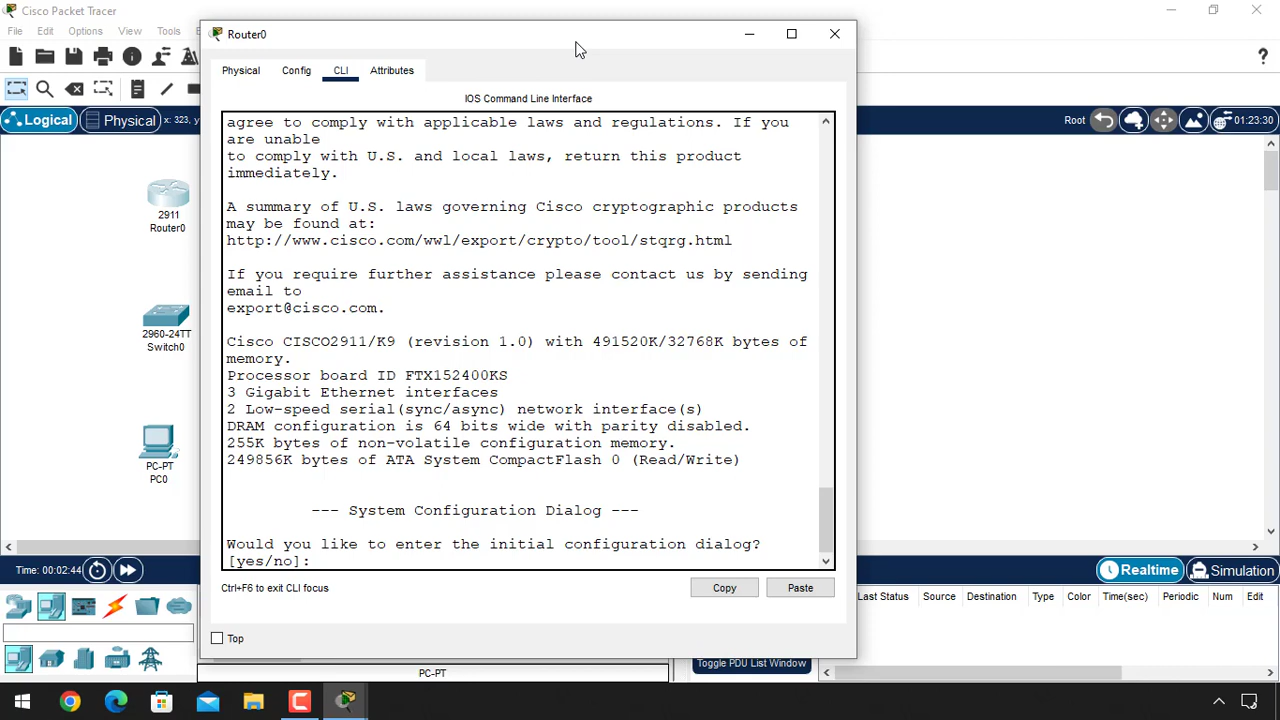 Cisco Packet Tracer
File Edit Options View Tools
Router0
Physical Config CLI Attributes
IOS Command Line Interface
Logical Physical x: 323, Root 01:23:30
agree to comply with applicable laws and regulations. If you
are unable
to comply with U.S. and local laws, return this product
immediately.
A summary of U.S. laws governing Cisco cryptographic products
may be found at:
http://www.cisco.com/wwl/export/crypto/tool/stqrg.html
If you require further assistance please contact us by sending
email to
export@cisco.com.
Cisco CISCO2911/K9 (revision 1.0) with 491520K/32768K bytes of
memory.
Processor board ID FTX152400KS
3 Gigabit Ethernet interfaces
2 Low-speed serial(sync/async) network interface(s)
DRAM configuration is 64 bits wide with parity disabled.
255K bytes of non-volatile configuration memory.
249856K bytes of ATA System CompactFlash 0 (Read/Write)
--- System Configuration Dialog ---
Would you like to enter the initial configuration dialog?
[yes/no]:
Ctrl+F6 to exit CLI focus
Copy Paste
Top
2911
Router0
2960-24TT
Switch0
PC-PT
PC0
Time: 00:02:44
Realtime Simulation
Last Status Source Destination Type Color Time(sec) Periodic Num Edit
Toggle PDU List Window
PC-PT